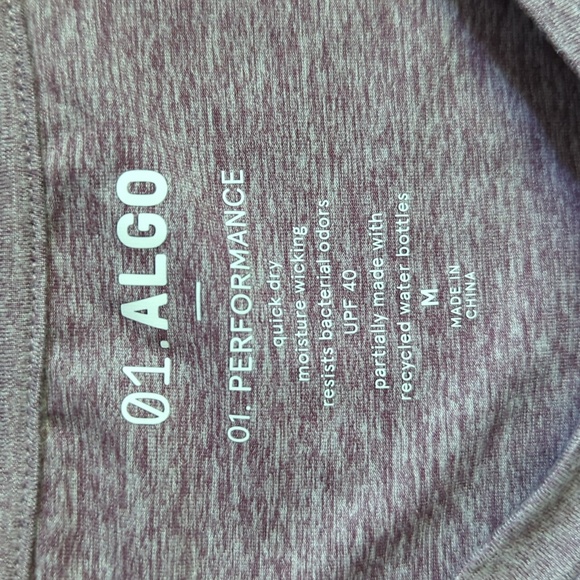 01.ALGO
01. PERFORMANCE
quick dry
moisture wicking
resists bacterial odors
UPF 40
partially made with
recycled water bottles
M
MADE IN
CHINA